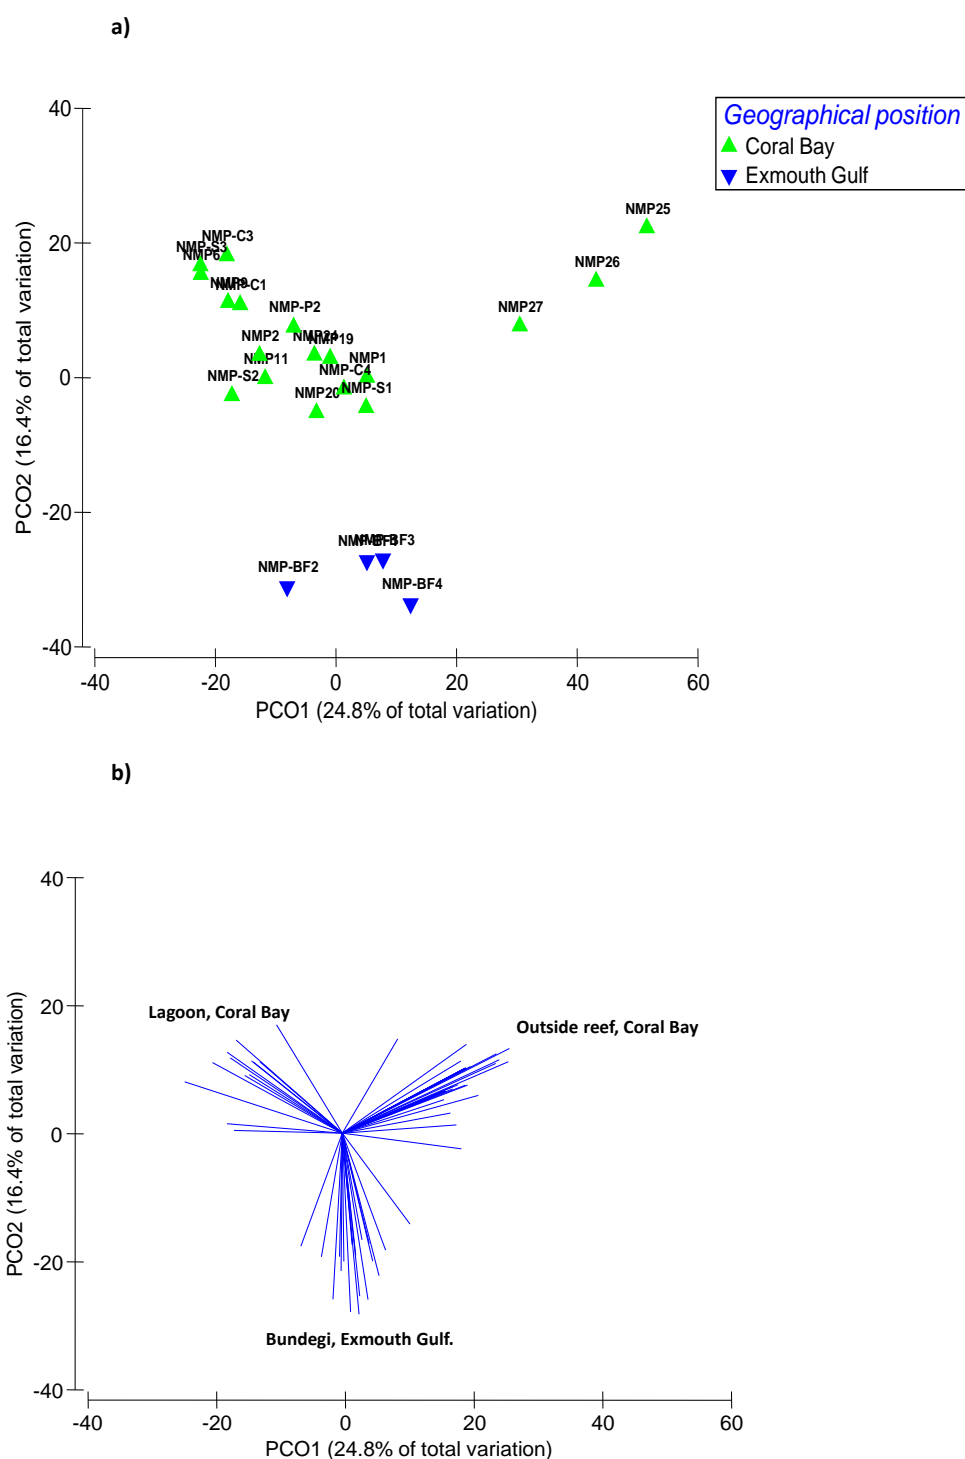 a)
40
Geographical position
Coral Bay
Exmouth Gulf
NMP25
20
NMP-C3
NMP-S3
NMP6
NMP26
NMP-C1
NMP-P2
NMP27
NMP2
NMP19
NMP11
NMP1
NMP-S2
NMP-C4
0
NMP20
NMP-S1
-20
NMP-BF3
NMP-BF2
NMP-BF4
-40
PCO2 (16.4% of total variation)
-40 -20 0 20 40 60
PCO1 (24.8% of total variation)
b)
40
20
Lagoon, Coral Bay
Outside reef, Coral Bay
0
-20
Bundegi, Exmouth Gulf.
-40
PCO2 (16.4% of total variation)
-40 -20 0 20 40 60
PCO1 (24.8% of total variation)